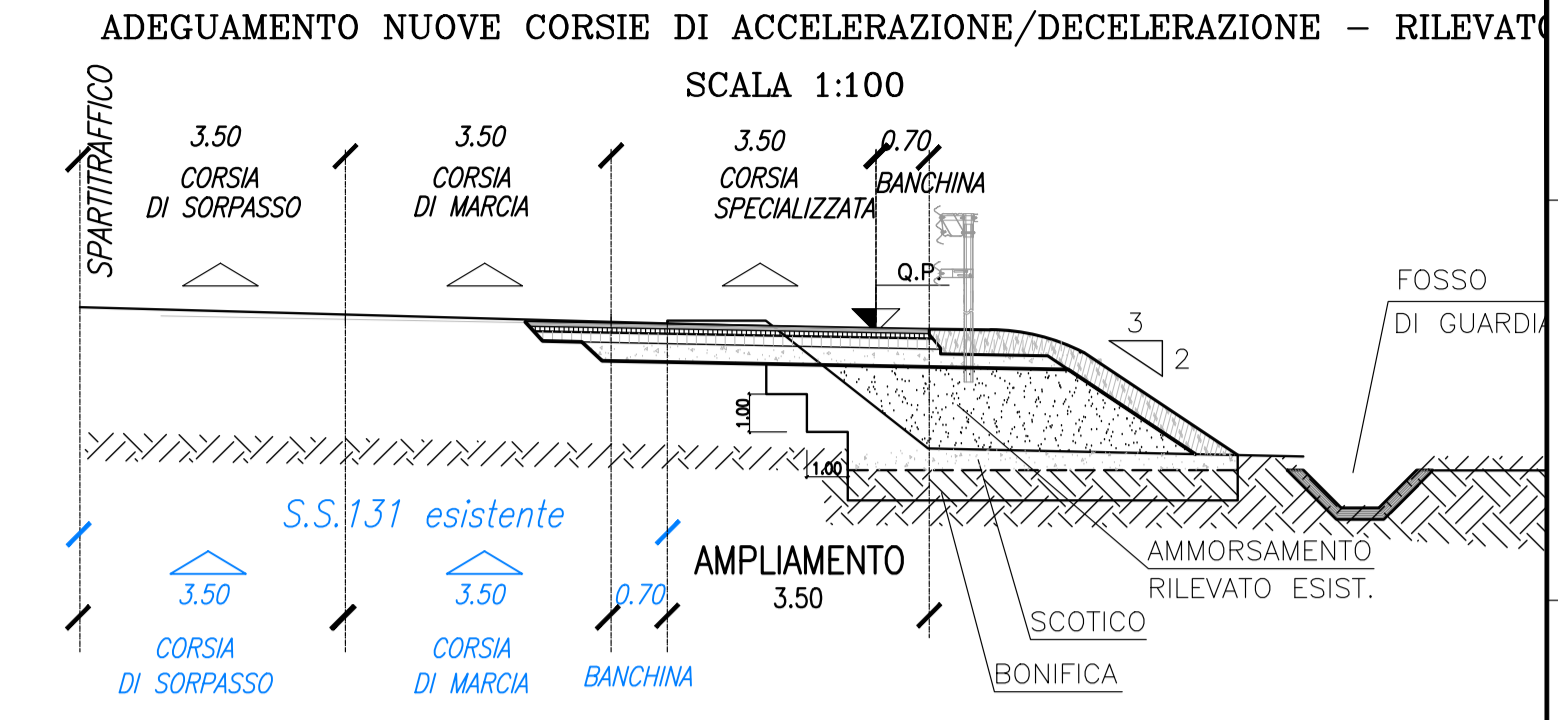 ADEGUAMENTO NUOVE CORSIE DI ACCELERAZIONE/DECELERAZIONE – RILEVATO
SCALA 1:100
SPARTITRAFFICO
3.50
CORSIA
DI SORPASSO
3.50
CORSIA
DI MARCIA
3.50
CORSIA
SPECIALIZZATA
0.70
BANCHINA
Q.P.
3
2
FOSSO
DI GUARDIA
1.00
1.00
S.S.131 esistente
3.50
CORSIA
DI SORPASSO
3.50
CORSIA
DI MARCIA
0.70
BANCHINA
AMPLIAMENTO
3.50
AMMORSAMENTO
RILEVATO ESIST.
SCOTICO
BONIFICA